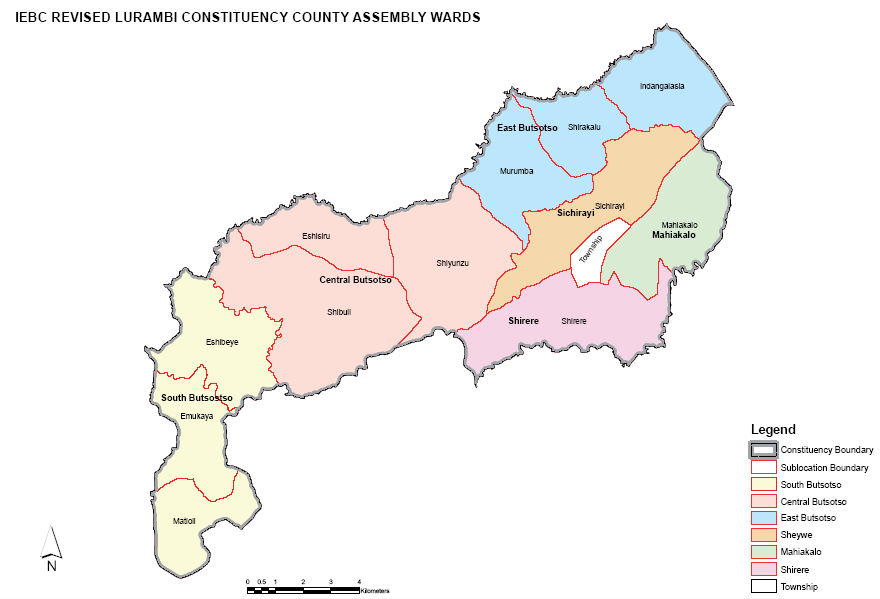 IEBC REVISED LURAMBI CONSTITUENCY COUNTY ASSEMBLY WARDS
Indangalasia
East Butsotso
Shirakalu
Murumba
Sichirayi
Sichirayi
Mahiakalo
Mahiakalo
Township
Eshisiru
Shiyunzu
Central Butsotso
Shibuli
Shirere
Shirere
Eshibeye
South Butsostso
Emukaya
Matioli
N
0 0.5 1 2 3 4
Kilometers
Legend
Constituency Boundary
Sublocation Boundary
South Butsotso
Central Butsotso
East Butsotso
Sheywe
Mahiakalo
Shirere
Township